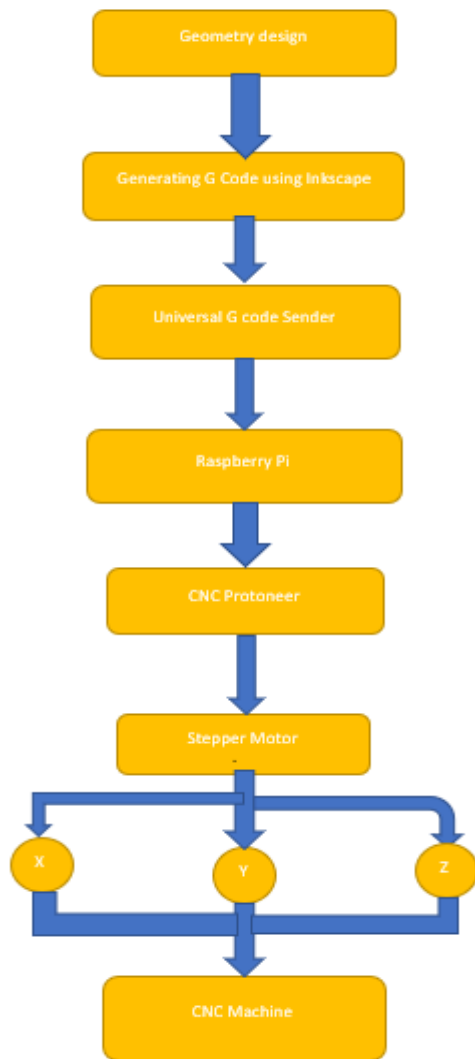 Geometry design
Generating G Code using Inkscape
Universal G code Sender
Raspberry Pi
CNC Protoneer
Stepper Motor
-
X
Y
Z
CNC Machine